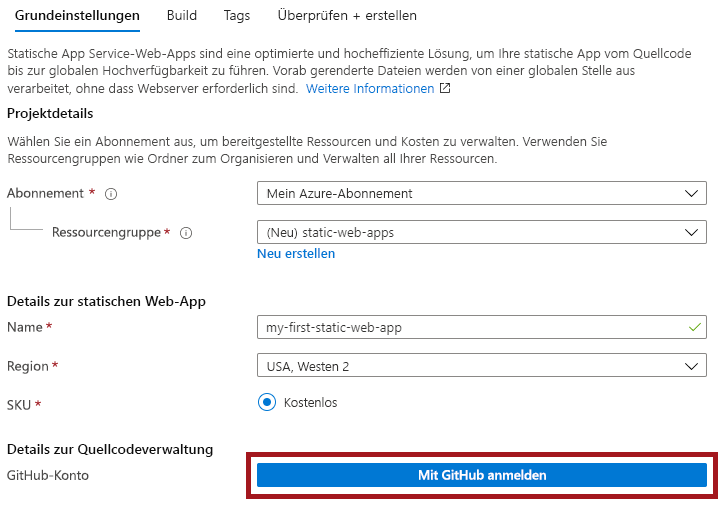 Grundeinstellungen Build Tags Überprüfen + erstellen
Statische App Service-Web-Apps sind eine optimierte und hocheffiziente Lösung, um Ihre statische App vom Quellcode
bis zur globalen Hochverfügbarkeit zu führen. Vorab gerenderte Dateien werden von einer globalen Stelle aus
verarbeitet, ohne dass Webserver erforderlich sind. Weitere Informationen
Projektdetails
Wählen Sie ein Abonnement aus, um bereitgestellte Ressourcen und Kosten zu verwalten. Verwenden Sie
Ressourcengruppen wie Ordner zum Organisieren und Verwalten all Ihrer Ressourcen.
Abonnement * Mein Azure-Abonnement
Ressourcengruppe * (Neu) static-web-apps
Neu erstellen
Details zur statischen Web-App
Name * my-first-static-web-app
Region * USA, Westen 2
SKU * Kostenlos
Details zur Quellcodeverwaltung
GitHub-Konto Mit GitHub anmelden